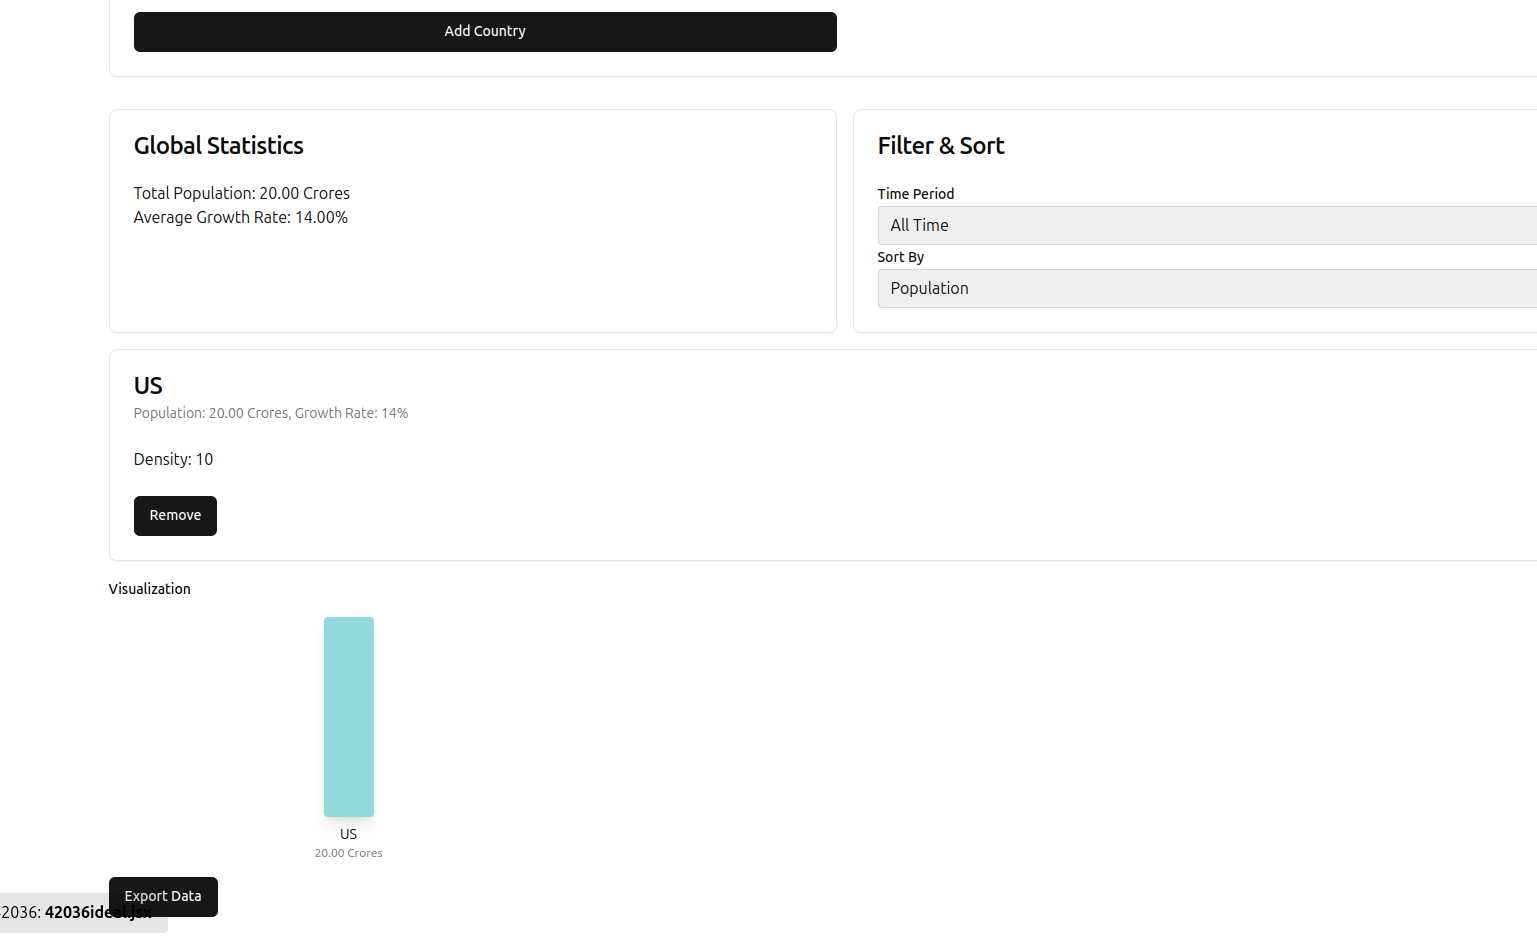 Add Country
Global Statistics
Total Population: 20.00 Crores
Average Growth Rate: 14.00%
Filter & Sort
Time Period
All Time
Sort By
Population
US
Population: 20.00 Crores, Growth Rate: 14%
Density: 10
Remove
Visualization
US
20.00 Crores
Export Data
2036: 42036ideal.jsx